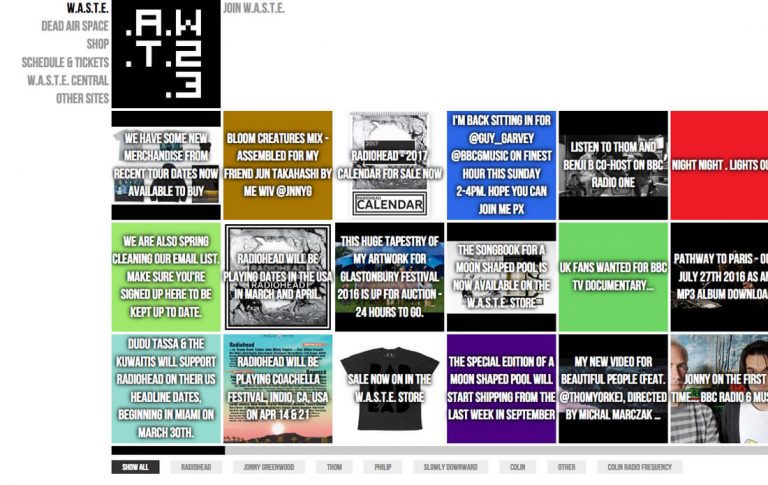 W.A.S.T.E.
DEAD AIR SPACE
SHOP
SCHEDULE & TICKETS
W.A.S.T.E. CENTRAL
OTHER SITES
.A.W
.T.S
.3
JOIN W.A.S.T.E.
WE HAVE SOME NEW
MERCHANDISE FROM
RECENT TOUR DATES NOW
AVAILABLE TO BUY
BLOOM CREATURES MIX -
ASSEMBLED FOR MY
FRIEND JUN TAKAHASHI BY
ME WIV @JNNYG
2017
RADIOHEAD - 2017
CALENDAR FOR SALE NOW
RADIOHEAD
CALENDAR
I'M BACK SITTING IN FOR
@GUY_GARVEY
@BBC6MUSIC ON FINEST
HOUR THIS SUNDAY
2-4PM. HOPE YOU CAN
JOIN ME PX
LISTEN TO THOM AND
BENJI B CO-HOST ON BBC
RADIO ONE
NIGHT NIGHT . LIGHTS OU
WE ARE ALSO SPRING
CLEANING OUR EMAIL LIST.
MAKE SURE YOU'RE
SIGNED UP HERE TO BE
KEPT UP TO DATE.
RADIOHEAD WILL BE
PLAYING DATES IN THE USA
IN MARCH AND APRIL.
THIS HUGE TAPESTRY OF
MY ARTWORK FOR
GLASTONBURY FESTIVAL
2016 IS UP FOR AUCTION -
24 HOURS TO GO.
THE SONGBOOK FOR A
MOON SHAPED POOL IS
NOW AVAILABLE ON THE
W.A.S.T.E STORE
UK FANS WANTED FOR BBC
TV DOCUMENTARY...
PATHWAY TO PARIS - O
JULY 27TH 2016 AS A
MP3 ALBUM DOWNLOA
DUDU TASSA & THE
KUWAITIS WILL SUPPORT
RADIOHEAD ON THEIR US
HEADLINE DATES,
BEGINNING IN MIAMI ON
MARCH 30TH.
Radiohead
RADIOHEAD WILL BE
PLAYING COACHELLA
FESTIVAL, INDIO, CA, USA
ON APR 14 & 21
SALE NOW ON IN THE
W.A.S.T.E STORE
THE SPECIAL EDITION OF A
MOON SHAPED POOL WILL
START SHIPPING FROM THE
LAST WEEK IN SEPTEMBER
MY NEW VIDEO FOR
BEAUTIFUL PEOPLE (FEAT.
@THOMYORKE), DIRECTED
BY MICHAL MARCZAK ...
JONNY ON THE FIRST
TIME... BBC RADIO 6 MUS
SHOW ALL
RADIOHEAD
JONNY GREENWOOD
THOM
PHILIP
SLOWLY DOWNWARD
COLIN
OTHER
COLIN RADIO FREQUENCY